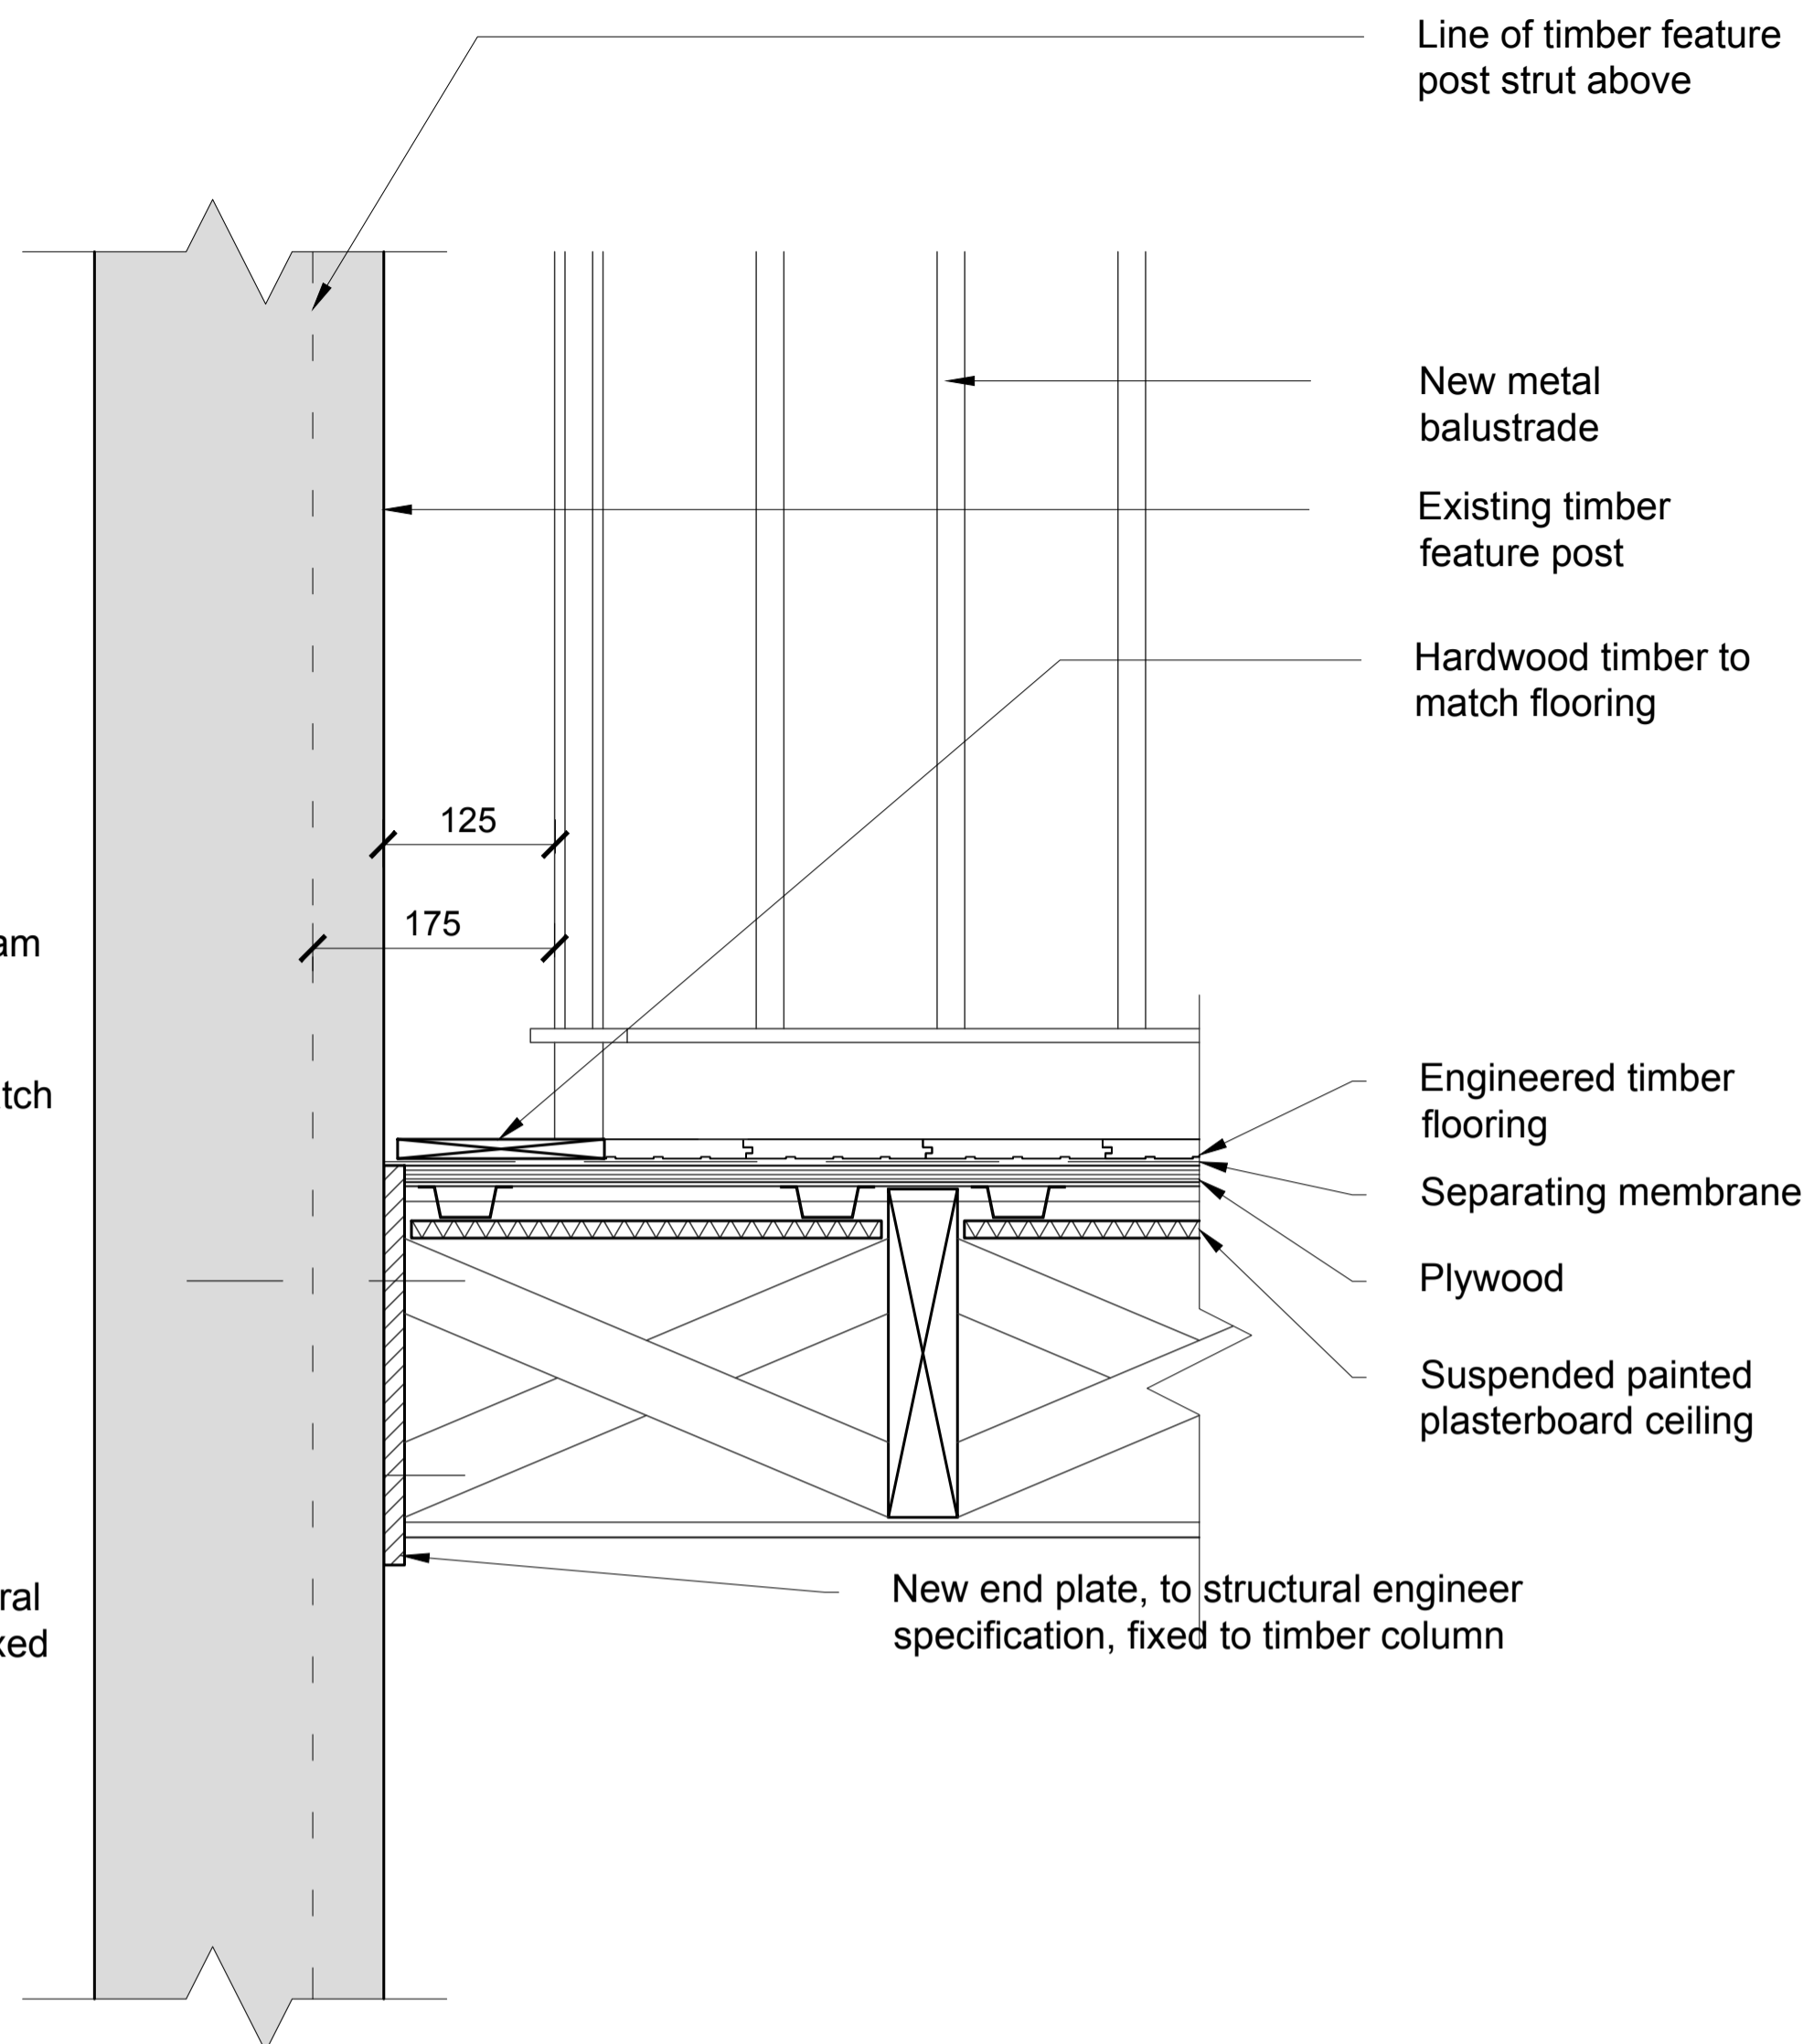 Line of timber feature
post strut above
New metal
balustrade
Existing timber
feature post
Hardwood timber to
match flooring
125
175
am
tch
Engineered timber
flooring
Separating membrane
Plywood
Suspended painted
plasterboard ceiling
ral
xed
New end plate, to structural engineer
specification, fixed to timber column